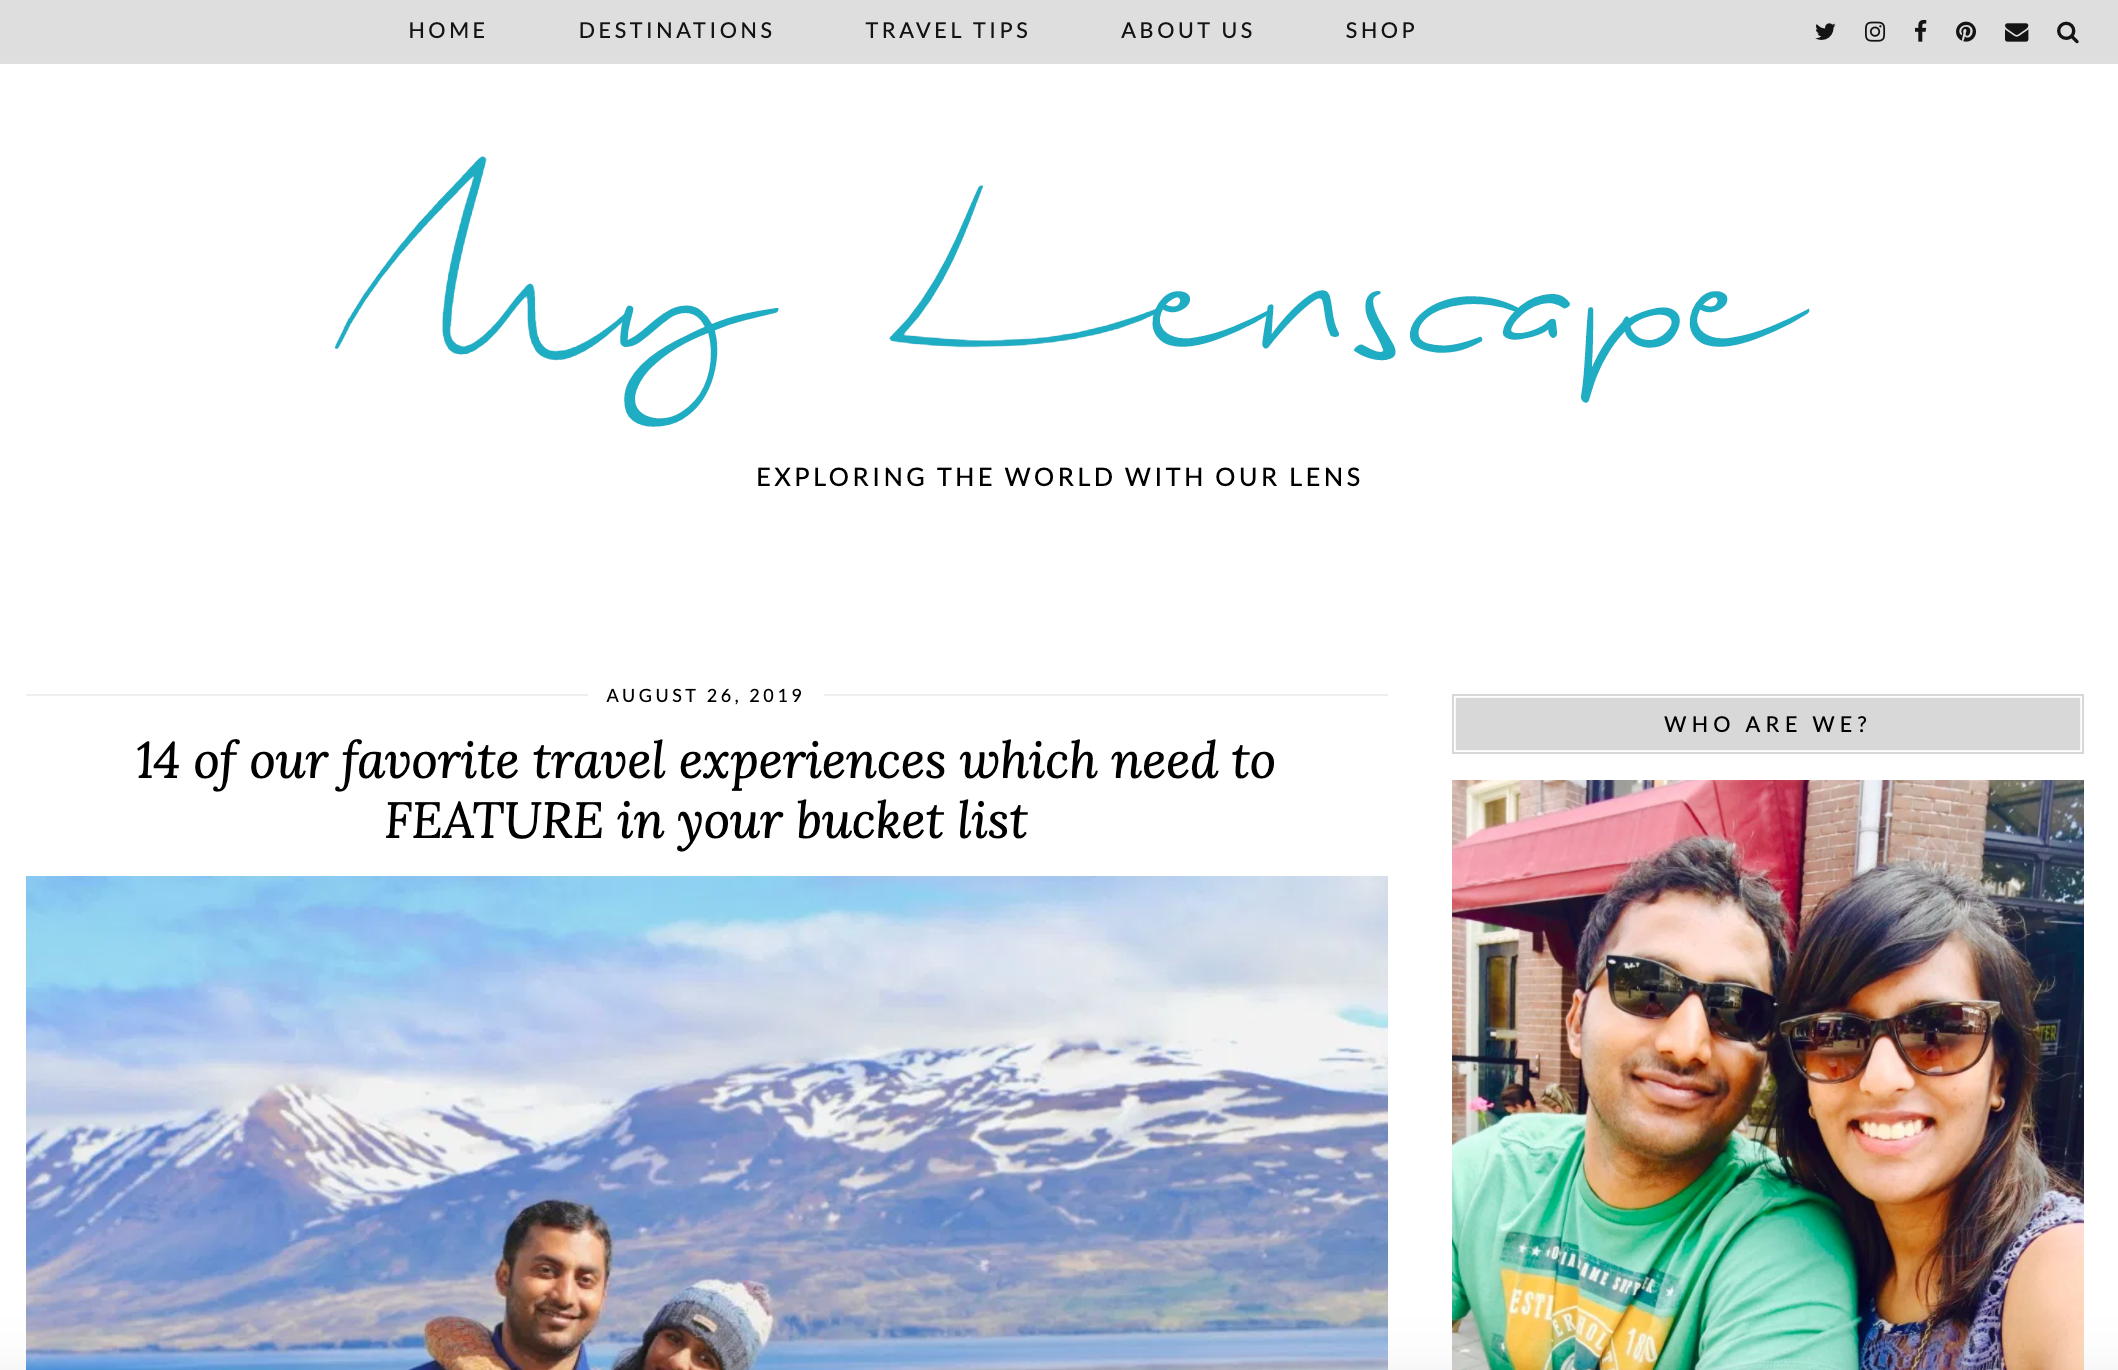 HOME DESTINATIONS TRAVEL TIPS ABOUT US SHOP
My Lenscape
EXPLORING THE WORLD WITH OUR LENS
AUGUST 26, 2019
14 of our favorite travel experiences which need to
FEATURE in your bucket list
WHO ARE WE?